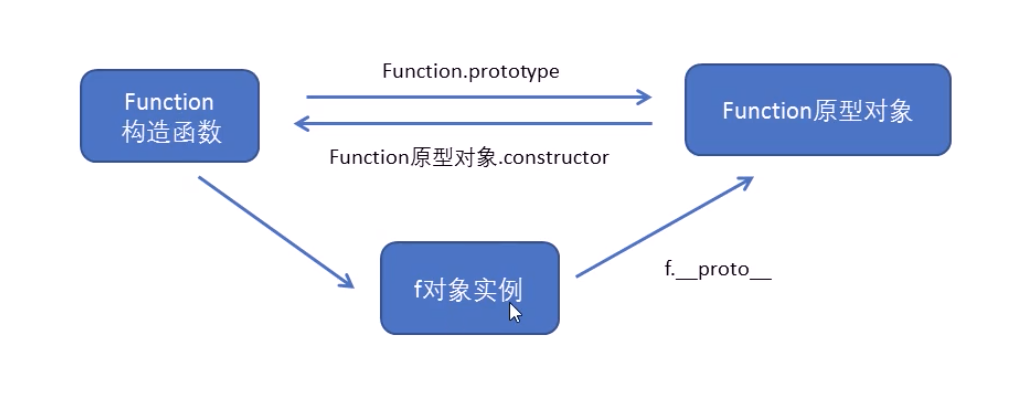 Function.prototype
Function
构造函数
Function原型对象
Function原型对象.constructor
f对象实例
f.__proto__